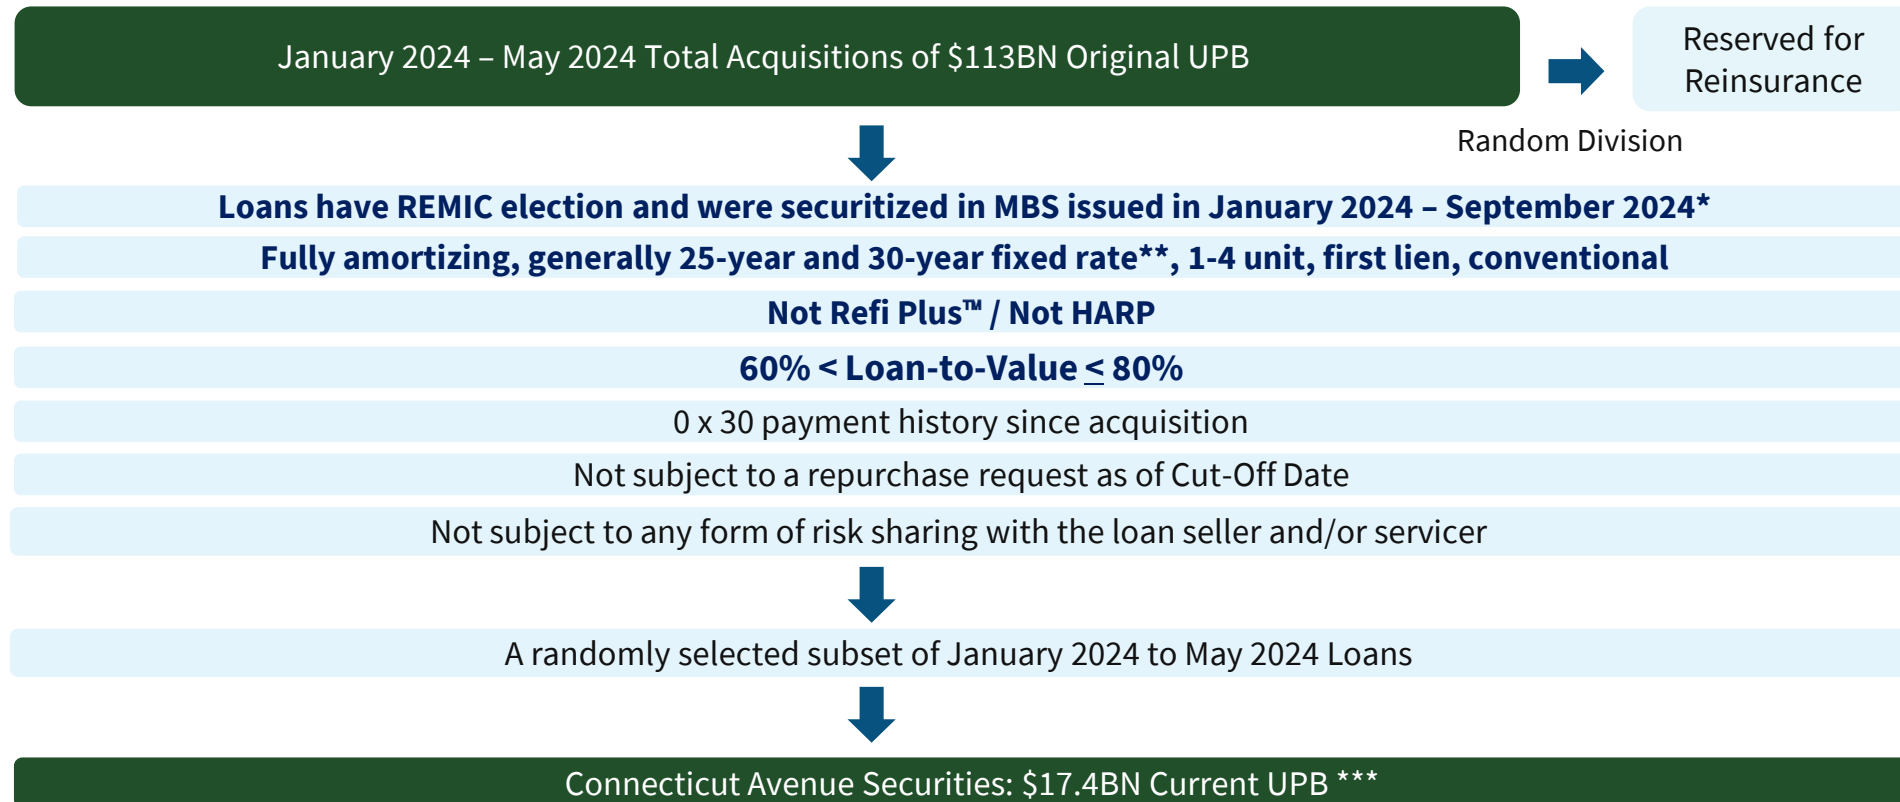 January 2024 – May 2024 Total Acquisitions of $113BN Original UPB
Reserved for
Reinsurance
Random Division
Loans have REMIC election and were securitized in MBS issued in January 2024 – September 2024*
Fully amortizing, generally 25-year and 30-year fixed rate**, 1-4 unit, first lien, conventional
Not Refi Plus™ / Not HARP
60% < Loan-to-Value ≤ 80%
0 x 30 payment history since acquisition
Not subject to a repurchase request as of Cut-Off Date
Not subject to any form of risk sharing with the loan seller and/or servicer
A randomly selected subset of January 2024 to May 2024 Loans
Connecticut Avenue Securities: $17.4BN Current UPB ***